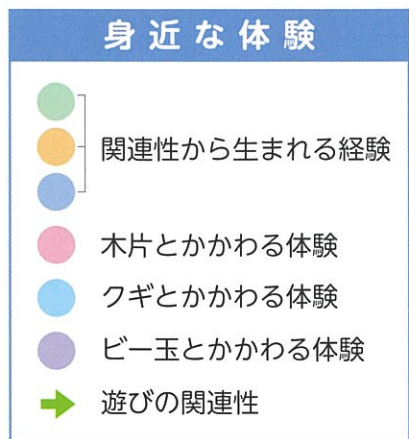 身近な体験
関連性から生まれる経験
木片とかかわる体験
クギとかかわる体験
ビー玉とかかわる体験
遊びの関連性